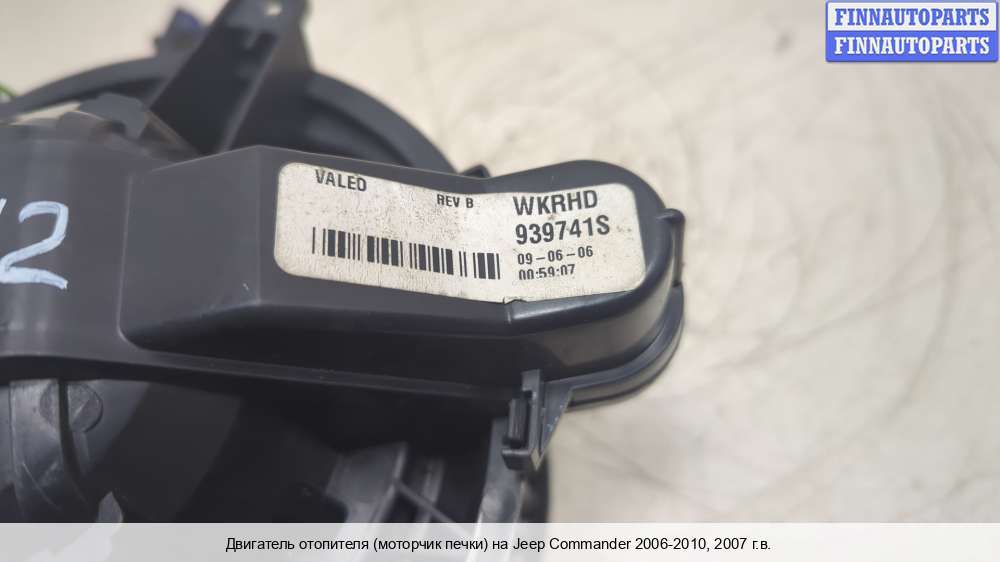 FINNAUTOPARTS
FINNAUTOPARTS
VALEO
REV B
WKRHD
939741S
09-06-06
00:59:07
2
Двигатель отопителя (моторчик печки) на Jeep Commander 2006-2010, 2007 г.в.